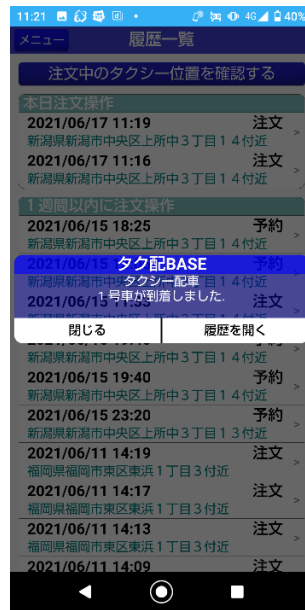 11:21
4G 40%
メニュー 履歴一覧
注文中のタクシー位置を確認する
本日注文操作
2021/06/17 11:19 注文
新潟県新潟市中央区上所中3丁目14付近 >
2021/06/17 11:16 注文
新潟県新潟市中央区上所中3丁目14付近 >
1週間以内に注文操作
2021/06/15 18:25 予約
新潟県新潟市中央区上所中3丁目14付近 >
2021/06/15 予約
タク配BASE
タクシー配車
1号車が到着しました.
注文
閉じる 履歴を開く
新潟県新潟市中央区上所中3丁目14付近 >
2021/06/15 19:40 予約
新潟県新潟市中央区上所中3丁目14付近 >
2021/06/15 23:20 予約
新潟県新潟市中央区上所中3丁目13付近 >
2021/06/11 14:19 注文
福岡県福岡市東区東浜1丁目3付近 >
2021/06/11 14:17 注文
福岡県福岡市東区東浜1丁目3付近 >
2021/06/11 14:13 注文
福岡県福岡市東区東浜1丁目3付近 >
2021/06/11 14:09 注文